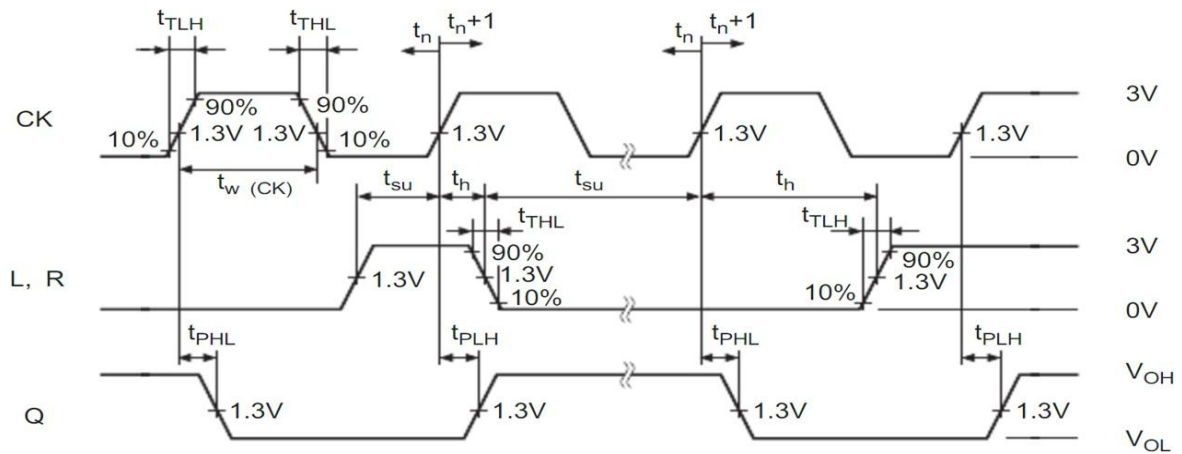 tTLH tTHL tn tn+1 tn tn+1
CK 90% 90% 3V
10% 1.3V 1.3V 10% 1.3V 1.3V 1.3V
0V
tw (CK) tsu th tsu th
tTHL tTLH
L, R 90% 90% 3V
1.3V 1.3V 1.3V
10% 10% 0V
tPHL tPLH tPHL tPLH
VOH
Q 1.3V 1.3V 1.3V 1.3V
VOL